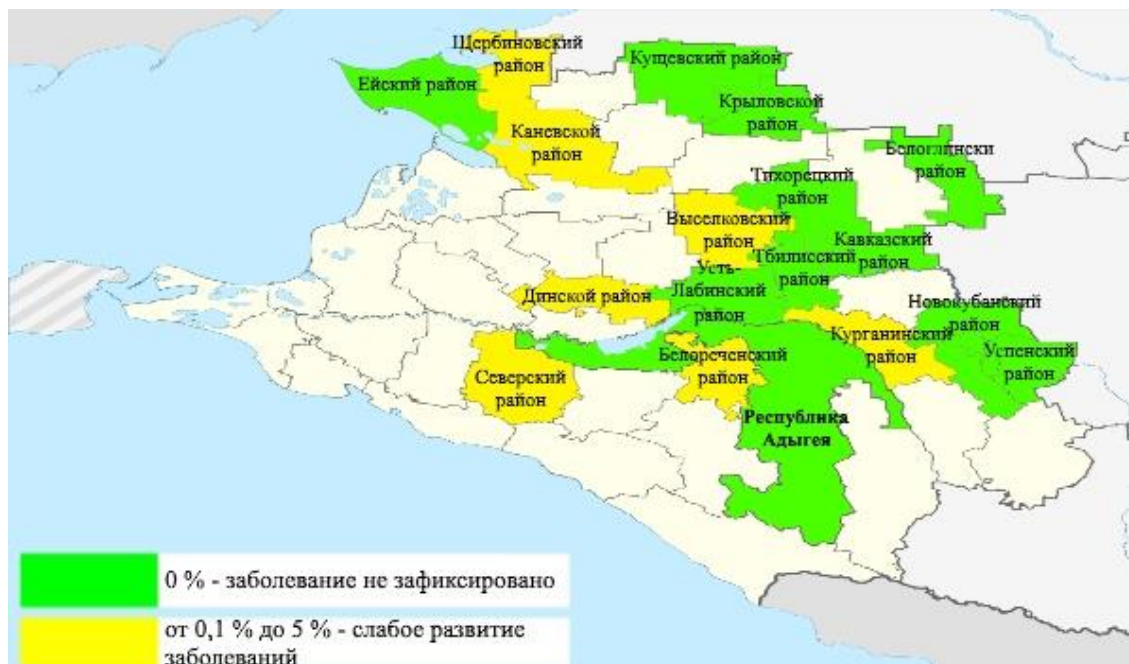 Щербиновский
район
Кущевский район
Ейский район
Крыловской
район
Каневской
район
Белоглински
район
Тихорецкий
район
Выселковский
район
Кавказский
район
Тбилисский
район
Усть-
Лабинский
район
Динской район
Новокубанский
район
Курганинский
район
Успенский
район
Белореченский
район
Северский
район
Республика
Адыгея
0 % - заболевание не зафиксировано
от 0,1 % до 5 % - слабое развитие
заболеваний